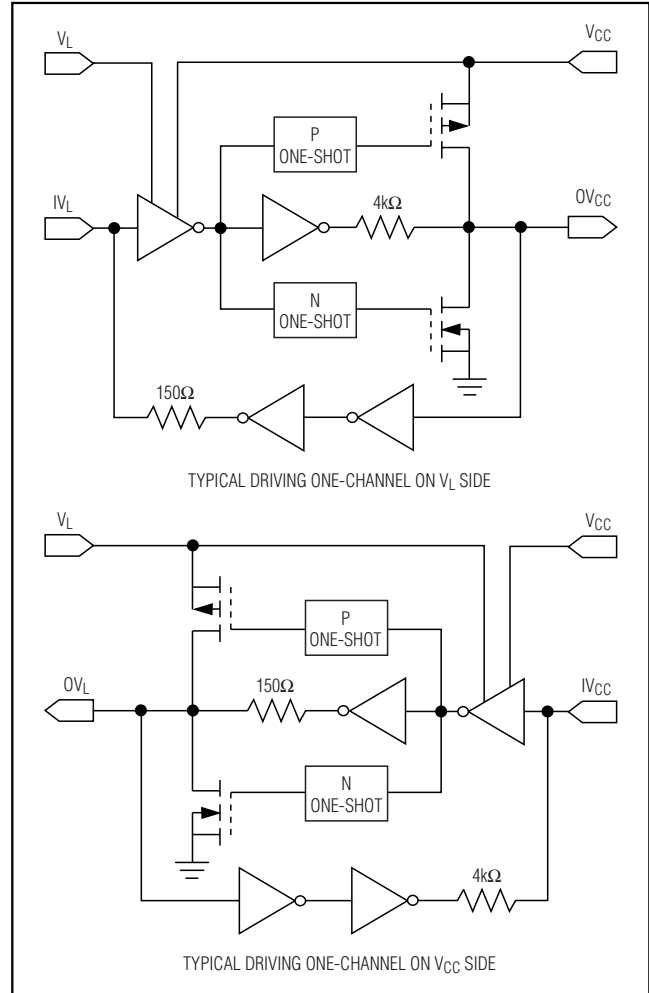 VL
VCC
P
ONE-SHOT
4kΩ
IVL
OVCC
N
ONE-SHOT
150Ω
TYPICAL DRIVING ONE-CHANNEL ON VL SIDE
VL
VCC
P
ONE-SHOT
150Ω
OVL
IVCC
N
ONE-SHOT
4kΩ
TYPICAL DRIVING ONE-CHANNEL ON VCC SIDE